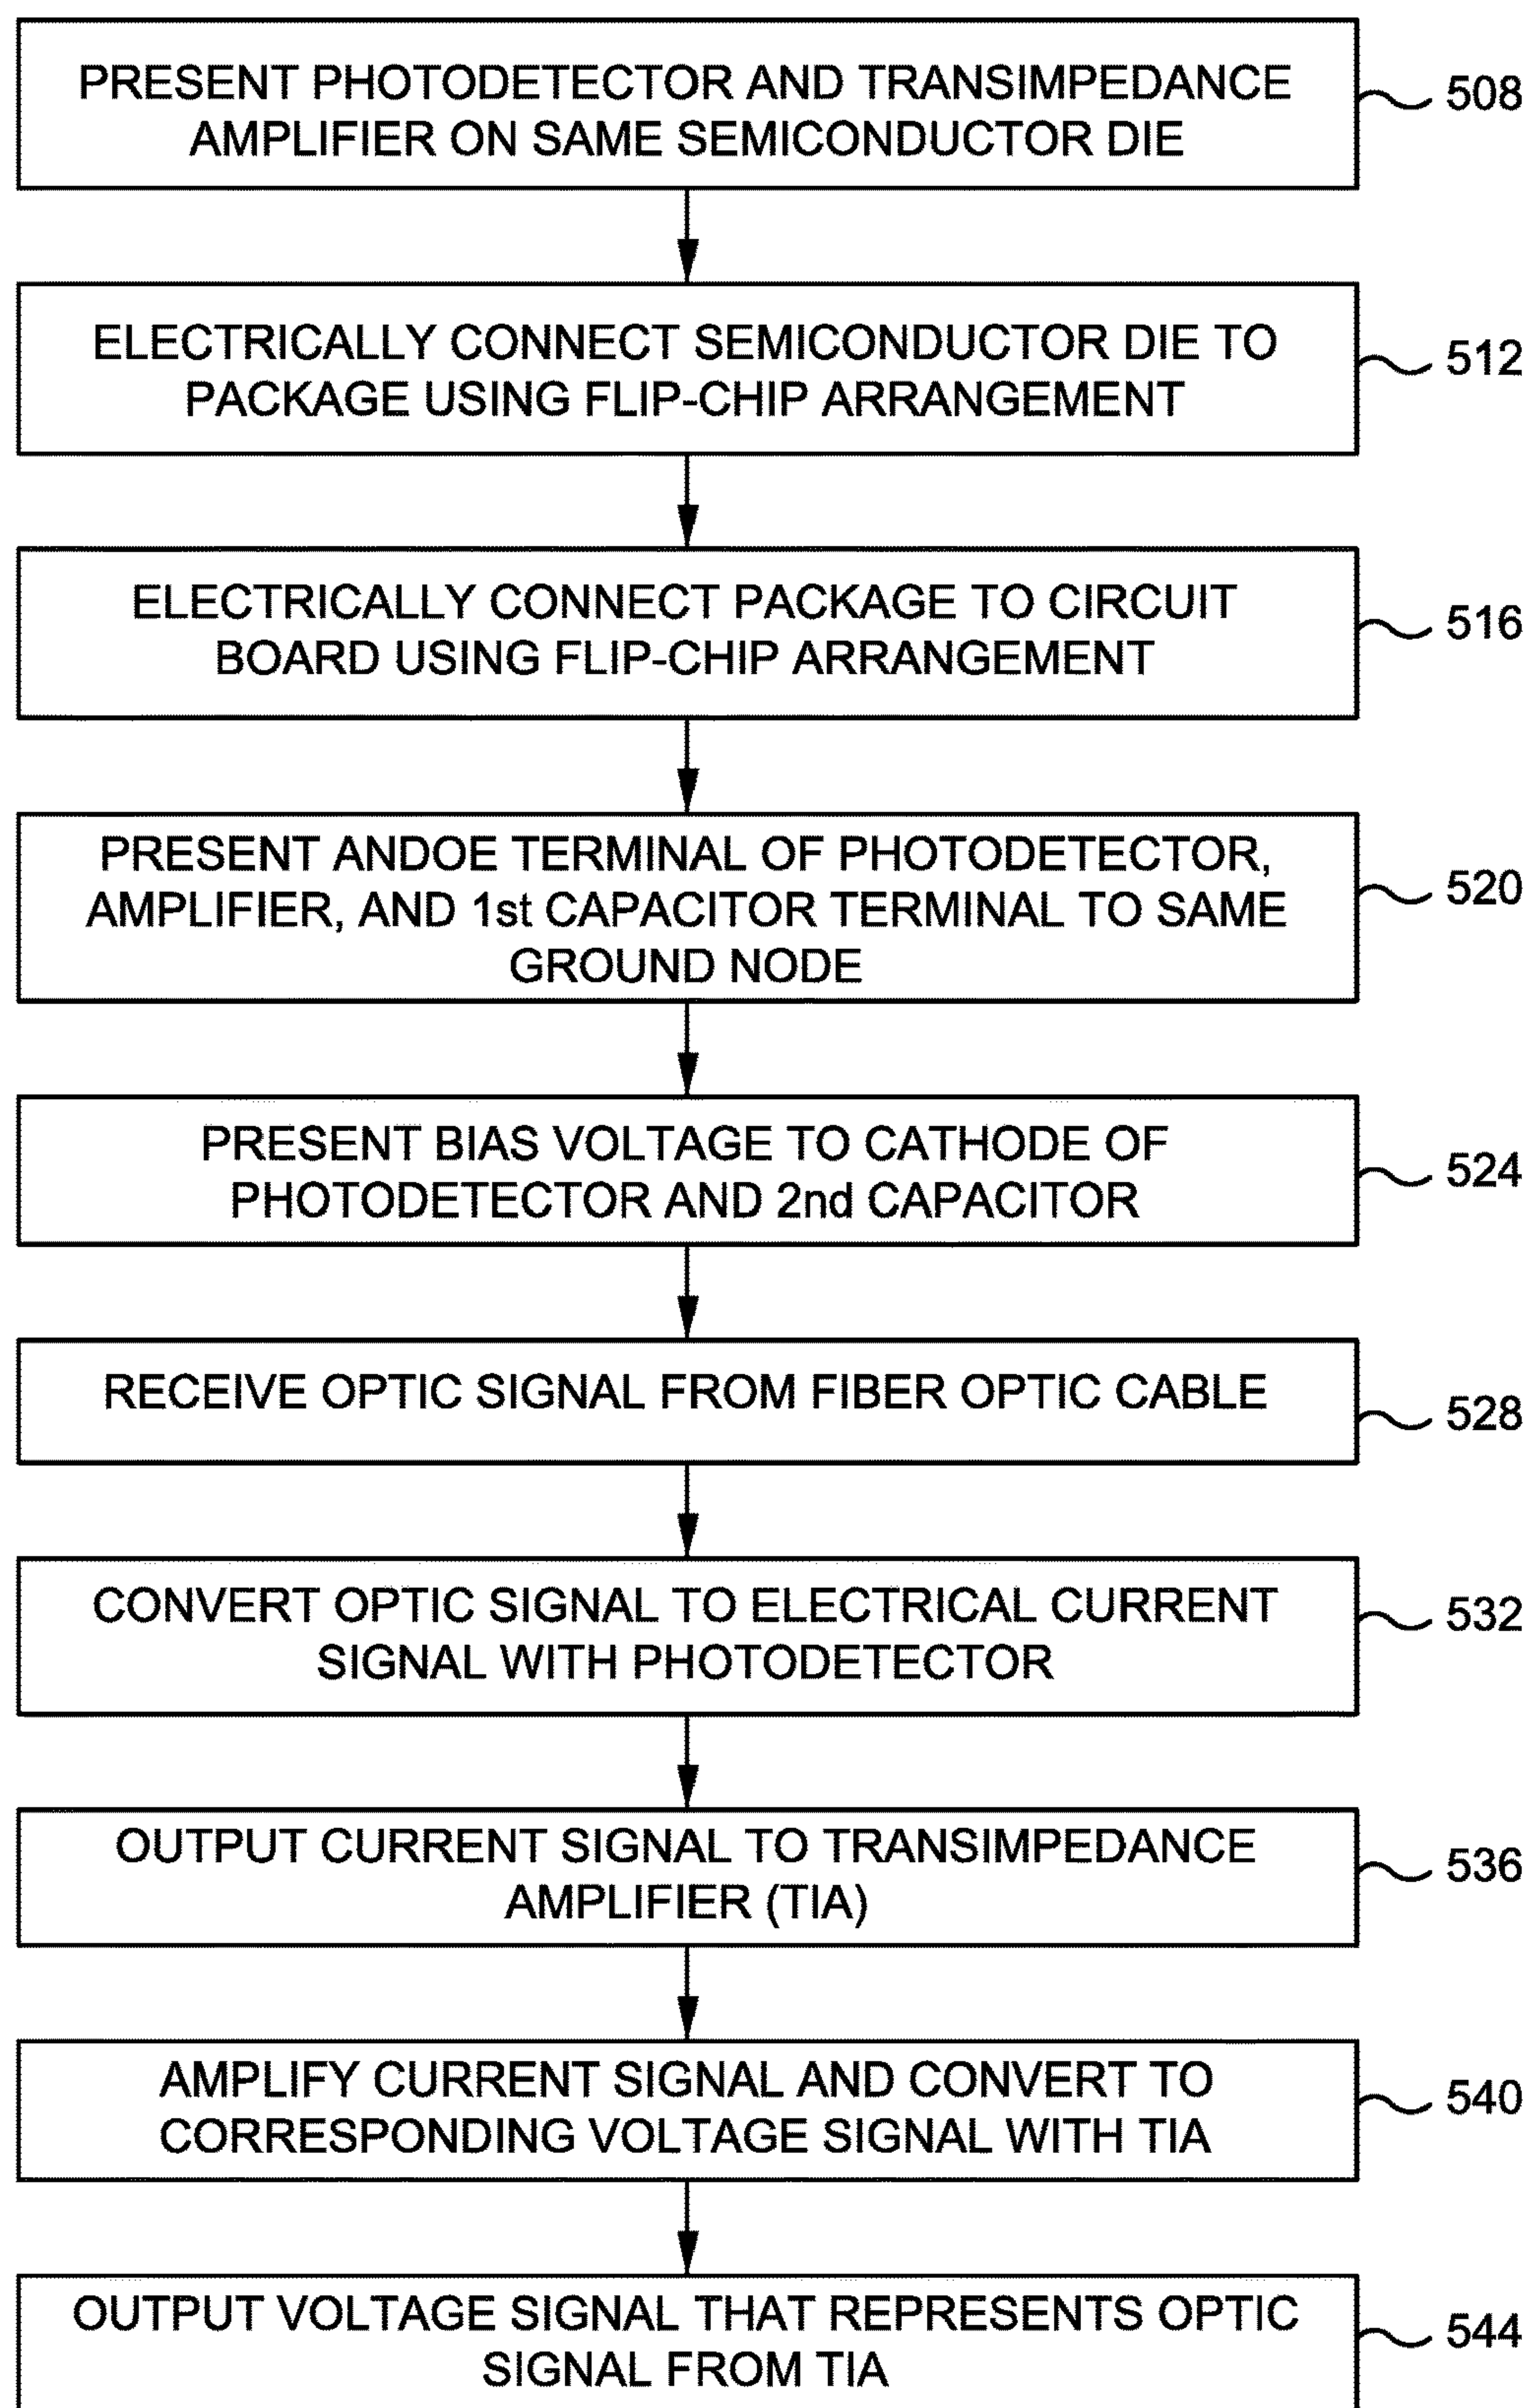 PRESENT PHOTODETECTOR AND TRANSIMPEDANCE
AMPLIFIER ON SAME SEMICONDUCTOR DIE
508
ELECTRICALLY CONNECT SEMICONDUCTOR DIE TO
PACKAGE USING FLIP-CHIP ARRANGEMENT
512
ELECTRICALLY CONNECT PACKAGE TO CIRCUIT
BOARD USING FLIP-CHIP ARRANGEMENT
516
PRESENT ANDOE TERMINAL OF PHOTODETECTOR,
AMPLIFIER, AND 1st CAPACITOR TERMINAL TO SAME
GROUND NODE
520
PRESENT BIAS VOLTAGE TO CATHODE OF
PHOTODETECTOR AND 2nd CAPACITOR
524
RECEIVE OPTIC SIGNAL FROM FIBER OPTIC CABLE
528
CONVERT OPTIC SIGNAL TO ELECTRICAL CURRENT
SIGNAL WITH PHOTODETECTOR
532
OUTPUT CURRENT SIGNAL TO TRANSIMPEDANCE
AMPLIFIER (TIA)
536
AMPLIFY CURRENT SIGNAL AND CONVERT TO
CORRESPONDING VOLTAGE SIGNAL WITH TIA
540
OUTPUT VOLTAGE SIGNAL THAT REPRESENTS OPTIC
SIGNAL FROM TIA
544